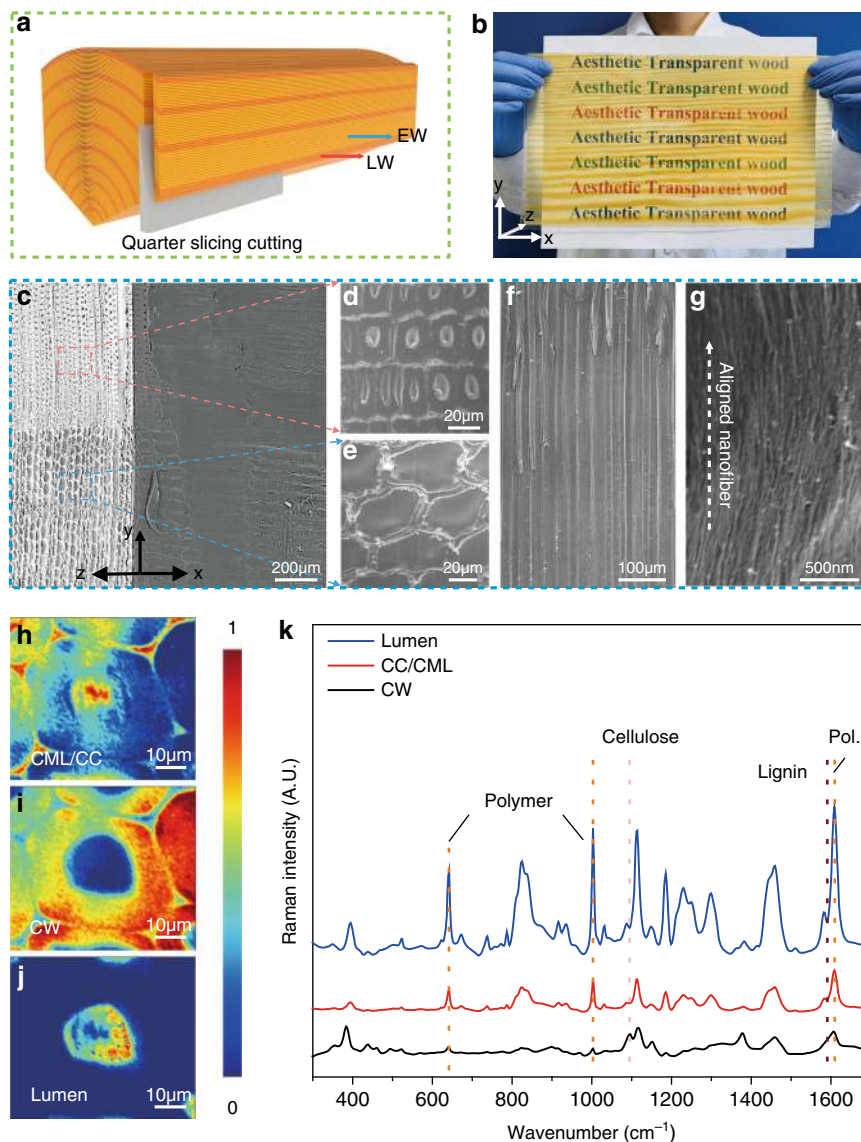 a
EW
LW
Quarter slicing cutting
b
Aesthetic Transparent wood
Aesthetic Transparent wood
Aesthetic Transparent wood
Aesthetic Transparent wood
Aesthetic Transparent wood
Aesthetic Transparent wood
Aesthetic Transparent wood
y
z
x
c
y
z
x
200μm
d
20μm
e
20μm
f
100μm
g
Aligned nanofiber
500nm
h
CML/CC
10μm
i
CW
10μm
j
Lumen
10μm
1
0
k
Lumen
CC/CML
CW
Cellulose
Pol.
Lignin
Polymer
Raman intensity (A.U.)
400 600 800 1000 1200 1400 1600
Wavenumber (cm⁻¹)